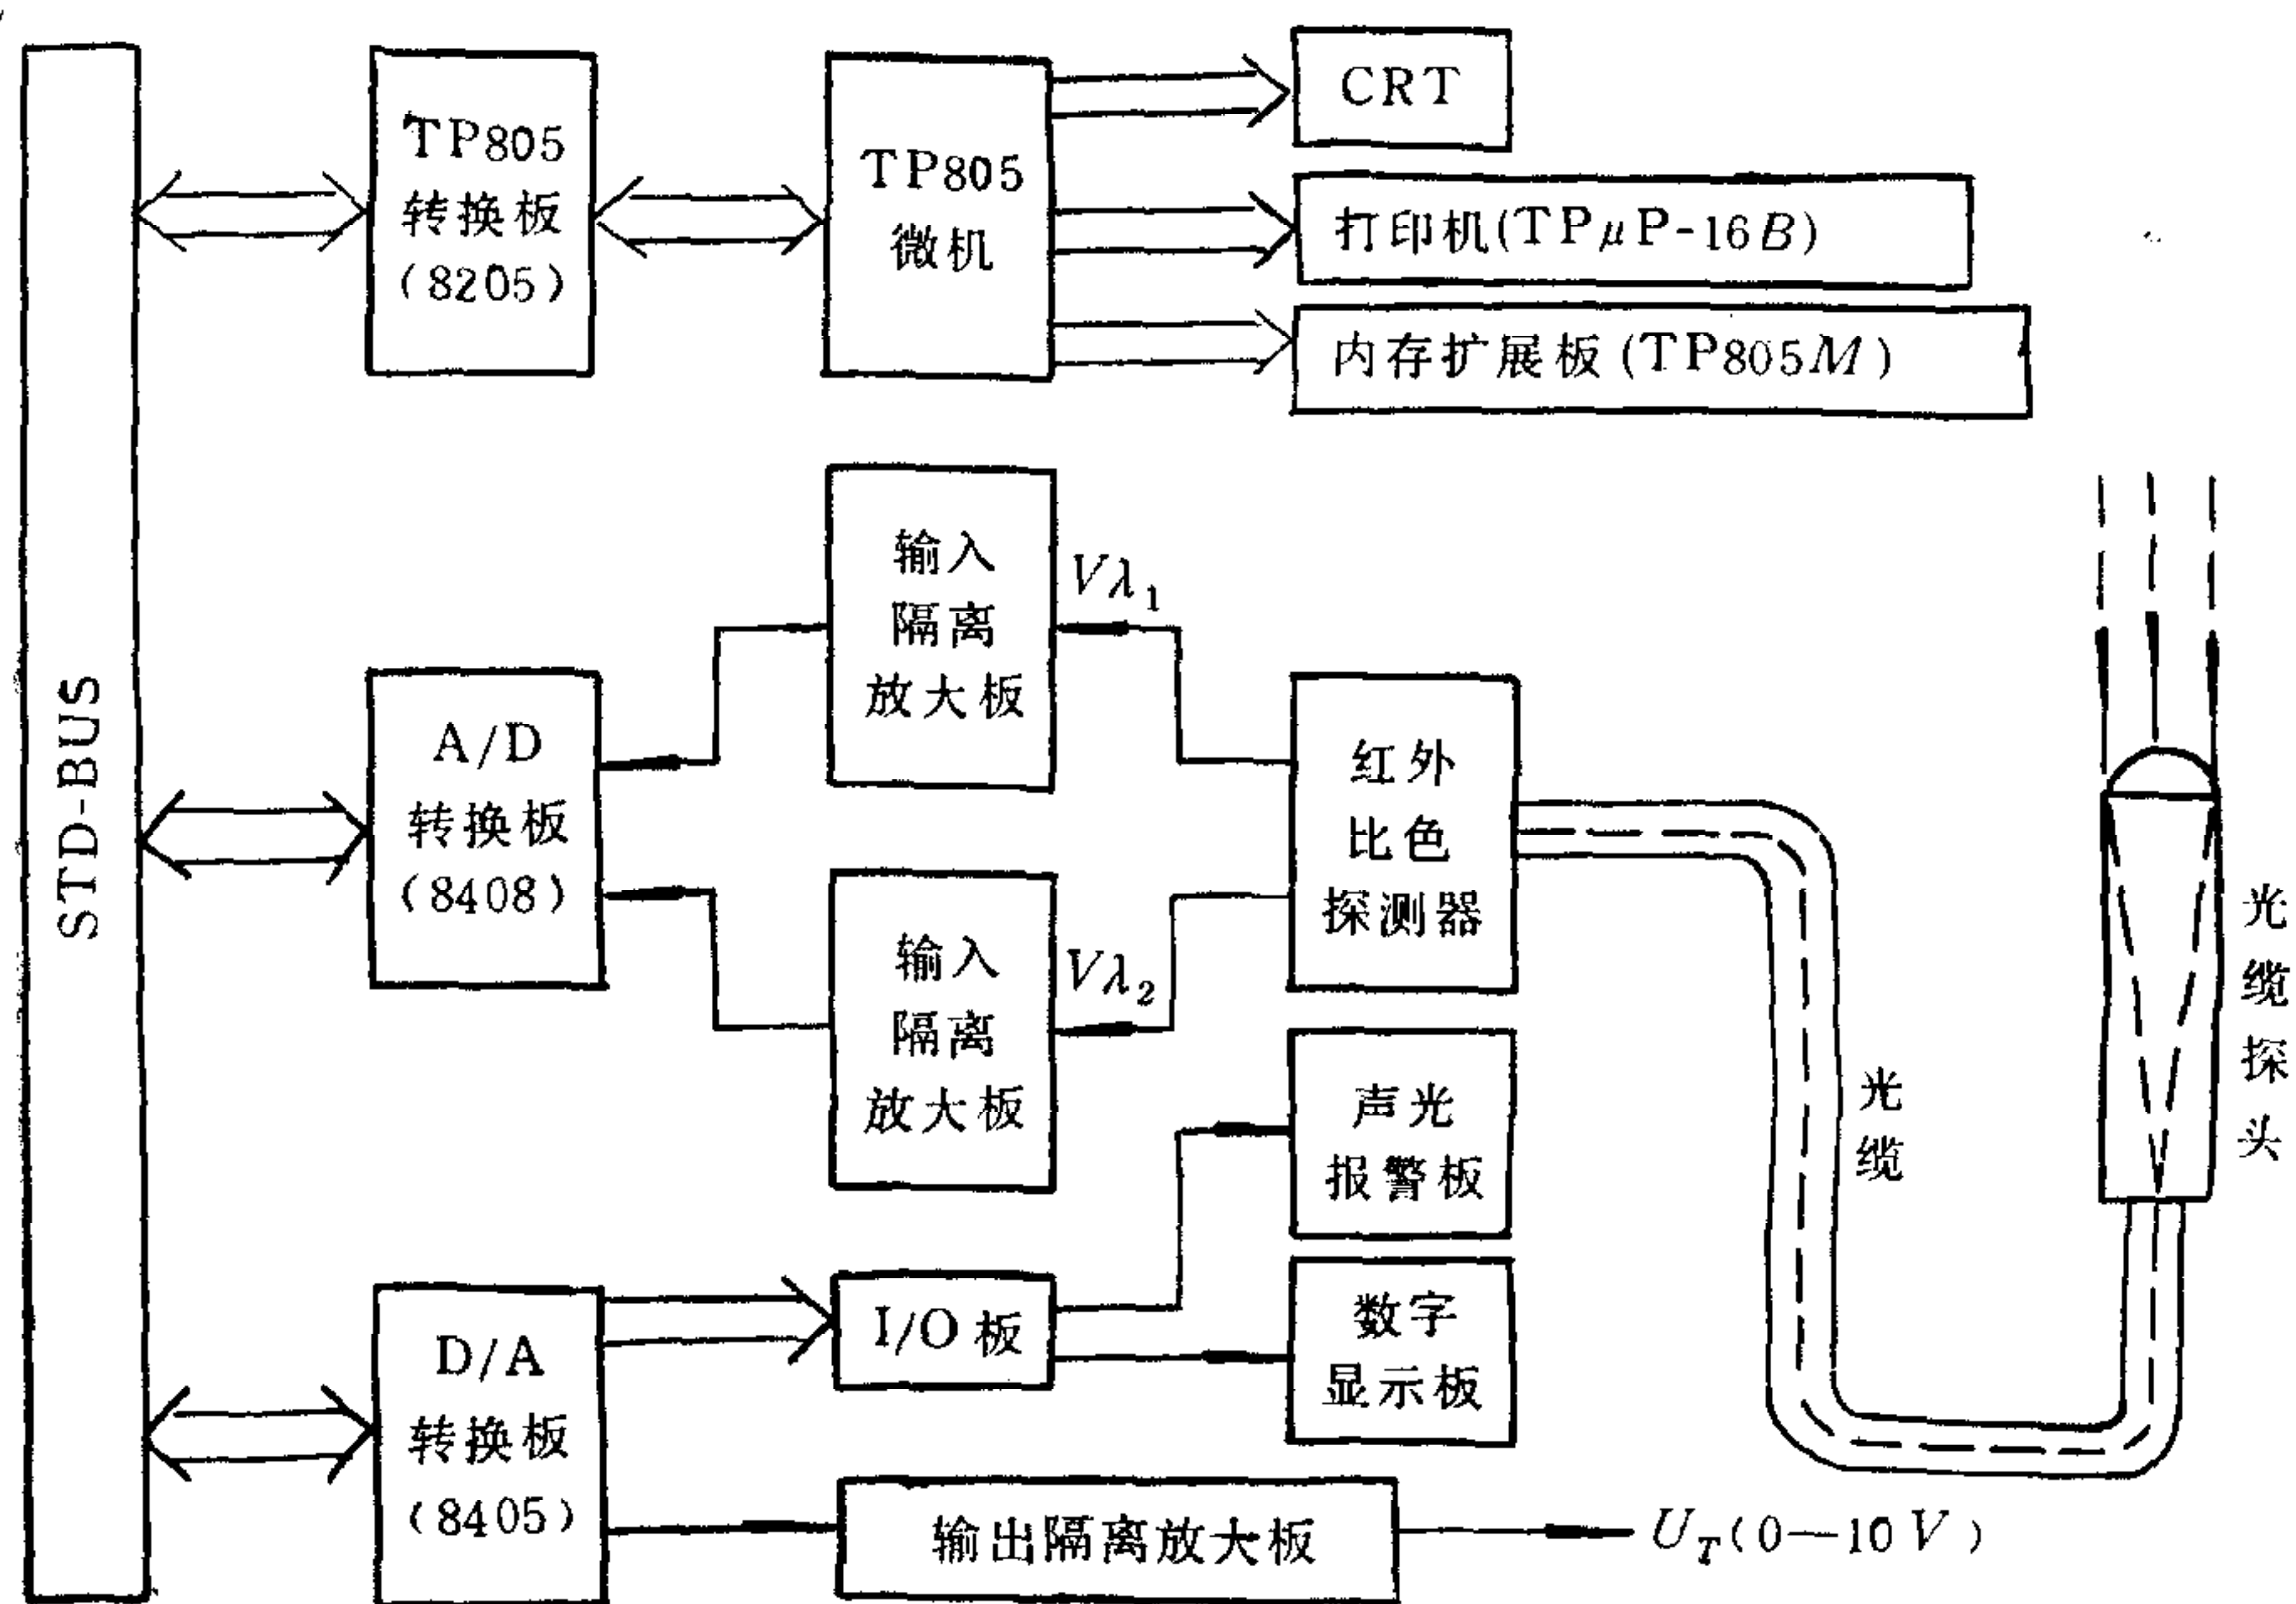 STD-BUS
TP805
转换板
(8205)
TP805
微机
CRT
打印机(TPμP-16B)
内存扩展板(TP805M)
A/D
转换板
(8408)
输入
隔离
放大板
Vλ₁
输入
隔离
放大板
Vλ₂
红外
比色
探测器
光缆
光缆探头
D/A
转换板
(8405)
I/O板
声光
报警板
数字
显示板
输出隔离放大板
U_T(0—10V)